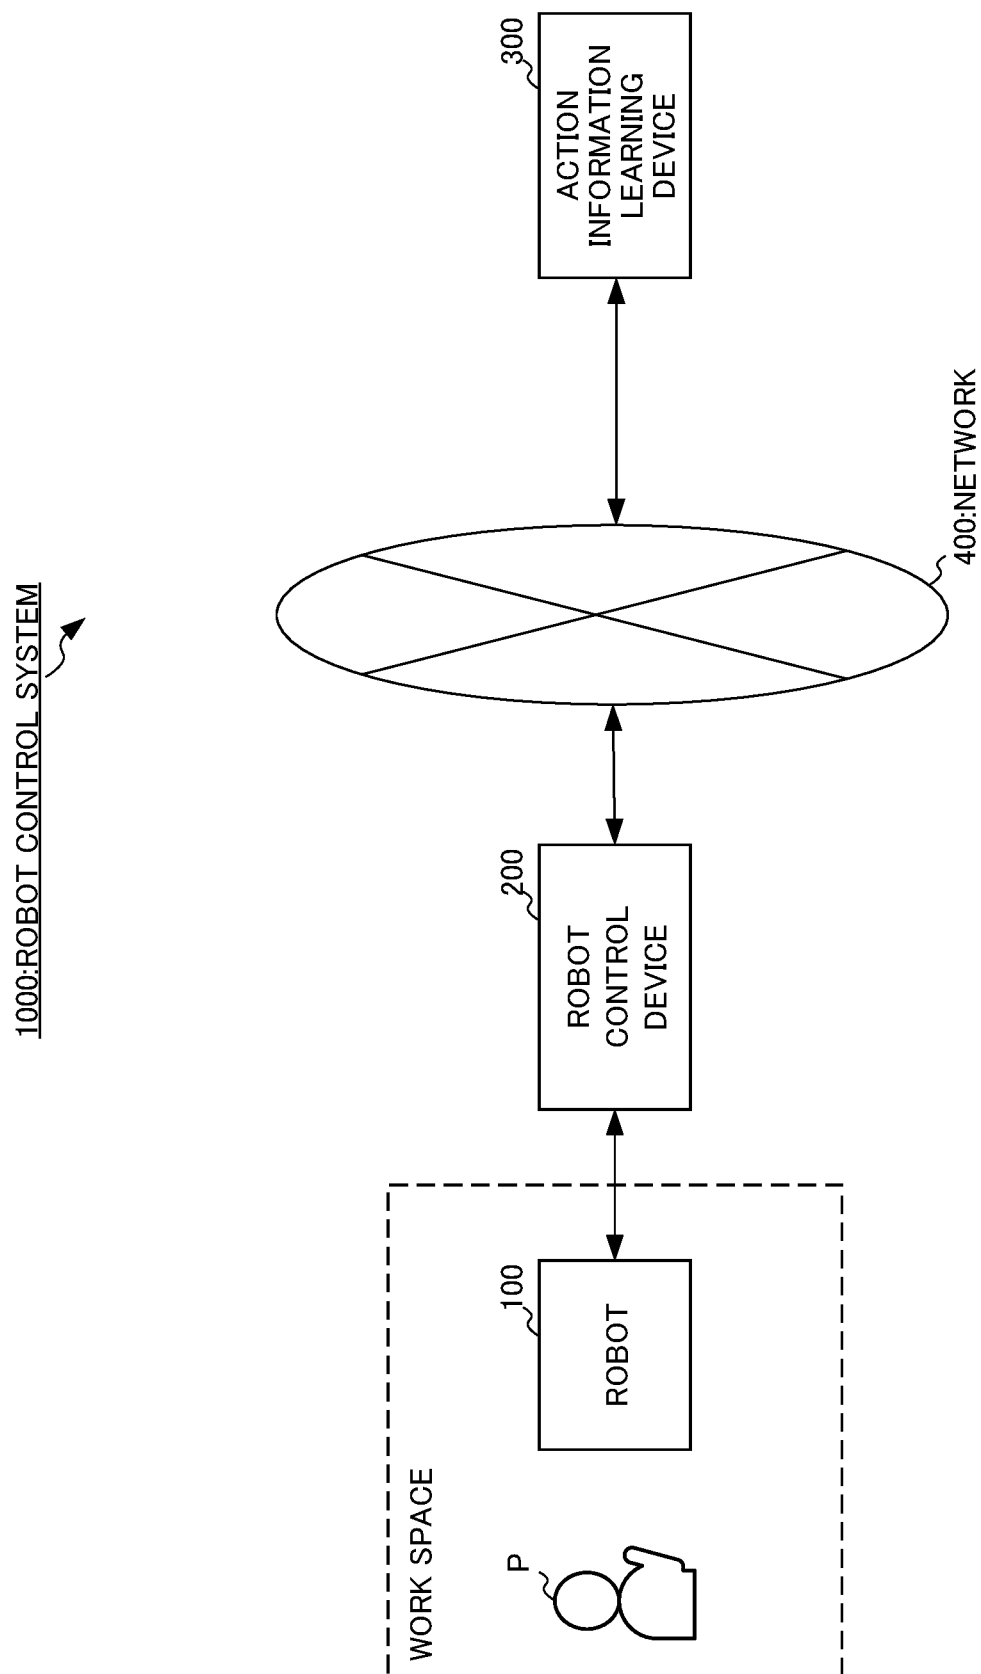 1000:ROBOT CONTROL SYSTEM
WORK SPACE
P
100
ROBOT
200
ROBOT
CONTROL
DEVICE
400:NETWORK
300
ACTION
INFORMATION
LEARNING
DEVICE